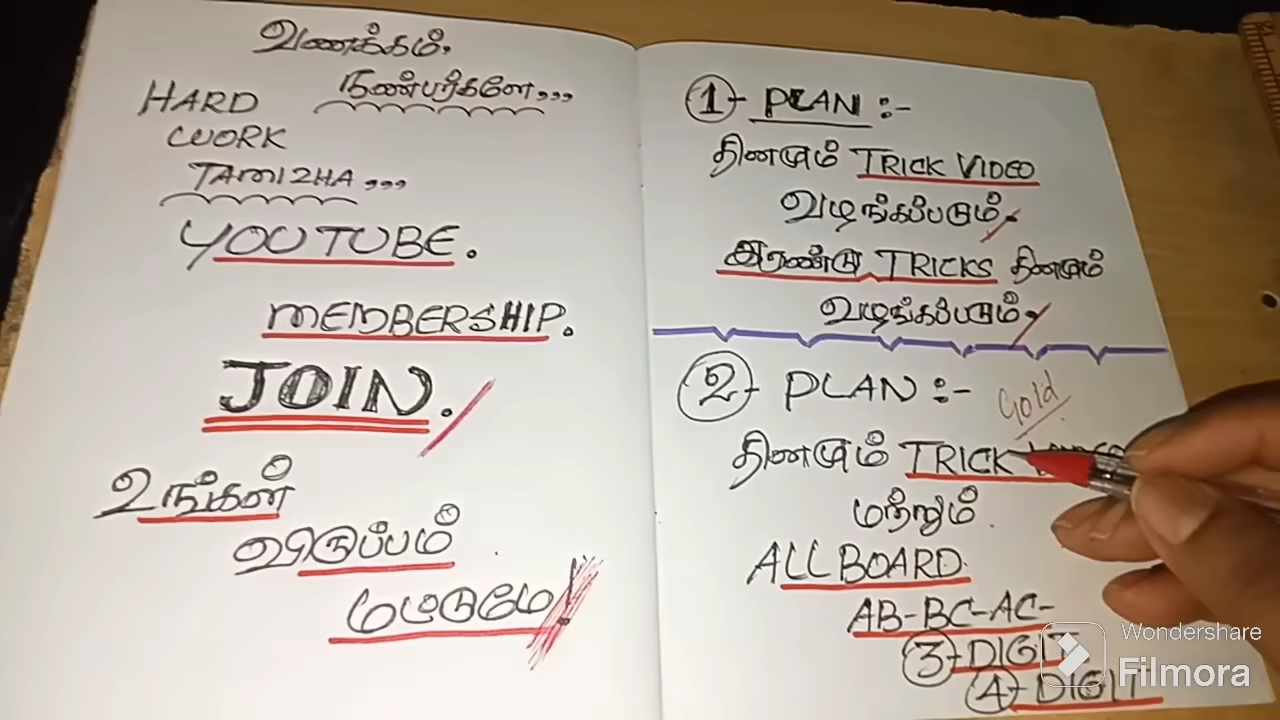 வணக்கம்,
நண்பர்களே,,,
HARD
WORK
TAMIZHA,,,
YOUTUBE.
MEMBERSHIP.
JOIN.
உங்கள்
விருப்பம்
மட்டுமே!
1- PLAN :-
தினமும் TRICK VIDEO
வழங்கப்படும்.
இரண்டு TRICKS தினமும்
வழங்கப்படும்.
2- PLAN :-
Gold
தினமும் TRICK
மற்றும்
ALL BOARD.
AB-BC-AC-
3-DIGIT
4-DIGIT
Wondershare
Filmora